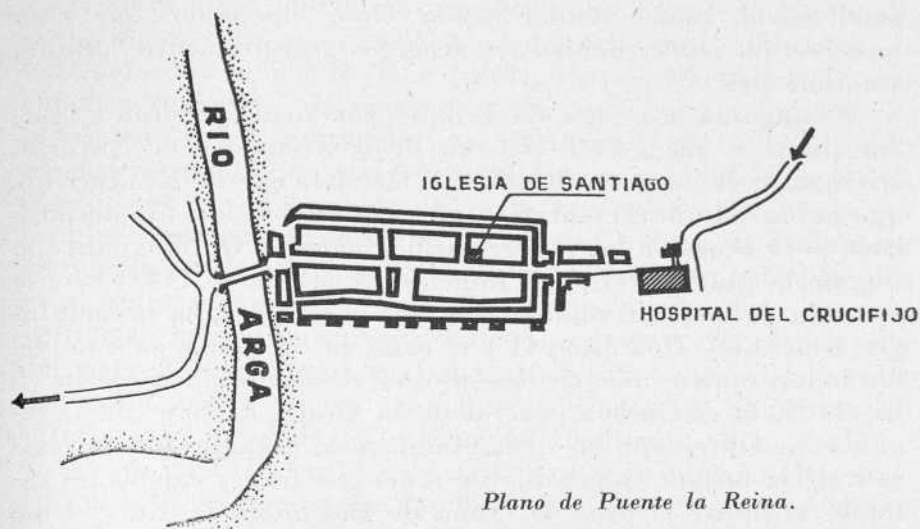 RIO
ARGA
IGLESIA DE SANTIAGO
HOSPITAL DEL CRUCIFIJO
Plano de Puente la Reina.